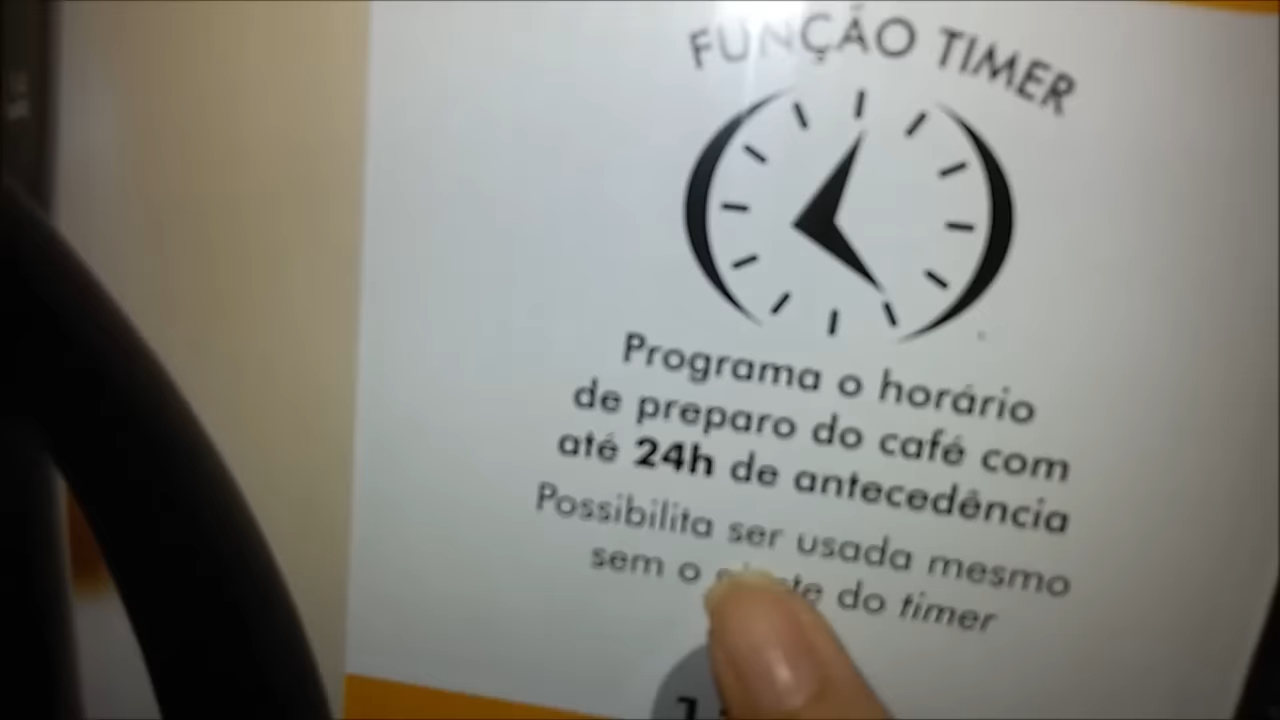 FUNÇÃO TIMER
Programa o horário
de preparo do café com
até 24h de antecedência
Possibilita ser usada mesmo
sem o do timer